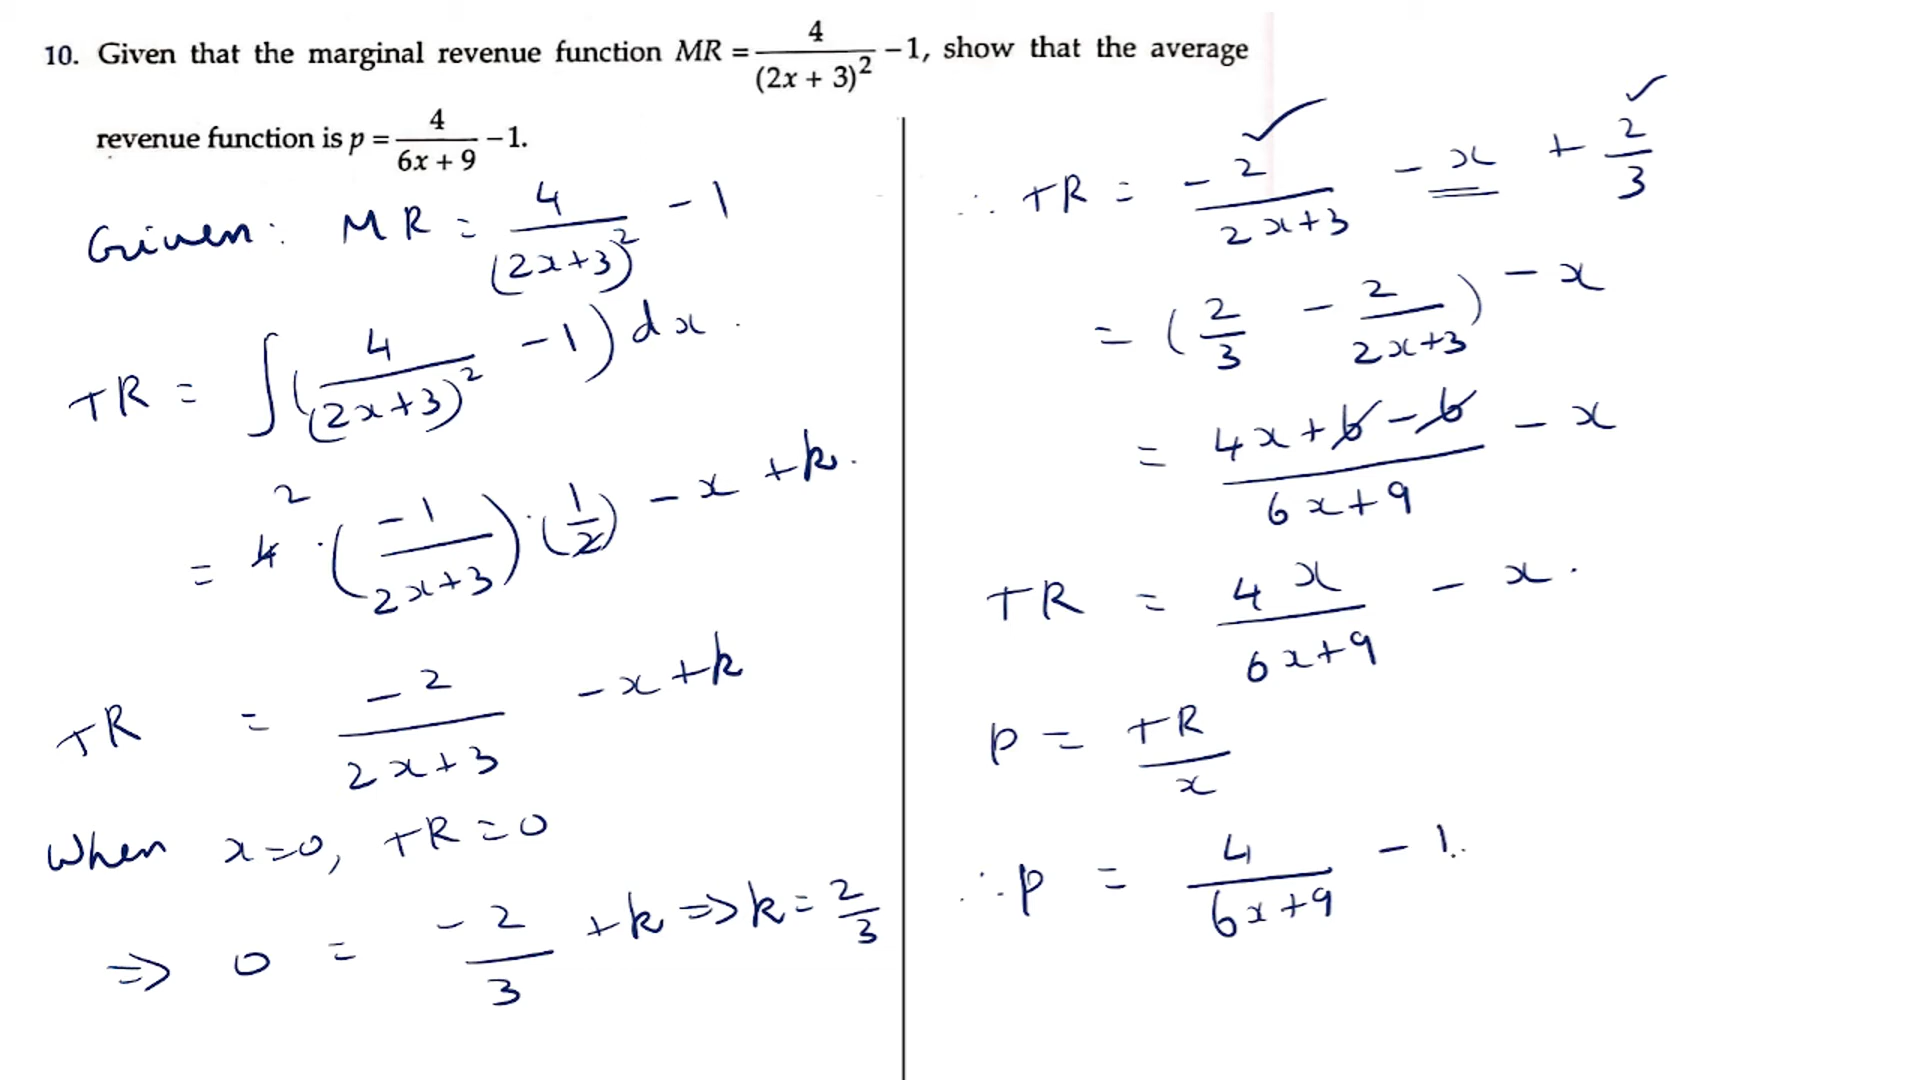 10. Given that the marginal revenue function MR = 4/(2x + 3)² − 1, show that the average
revenue function is p = 4/(6x + 9) − 1.
Given: MR = 4/(2x+3)² − 1
TR = ∫(4/(2x+3)² − 1) dx.
= 4 2 · (−1/(2x+3)) · (1/2) − x + k.
TR = −2/(2x+3) − x + k
When x=0, TR=0
⇒ 0 = −2/3 + k ⇒ k = 2/3
∴ TR = −2/(2x+3) − x + 2/3
= (2/3 − 2/(2x+3)) − x
= (4x+6−6)/(6x+9) − x
TR = 4x/(6x+9) − x.
p = TR/x
∴ p = 4/(6x+9) − 1.